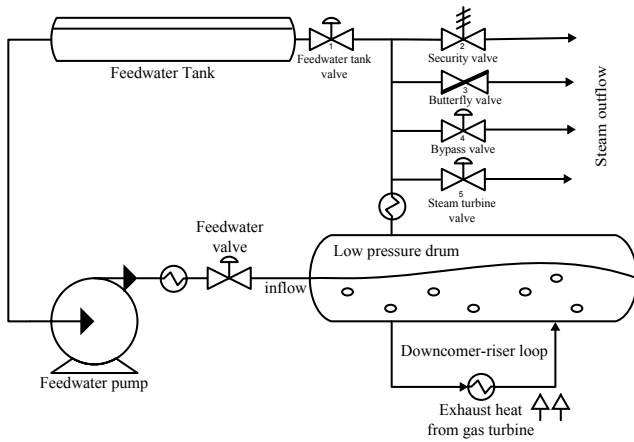 Feedwater Tank
1
Feedwater tank
valve
2
Security valve
3
Butterfly valve
4
Bypass valve
5
Steam turbine
valve
Steam outflow
Feedwater
valve
inflow
Low pressure drum
Feedwater pump
Downcomer-riser loop
Exhaust heat
from gas turbine